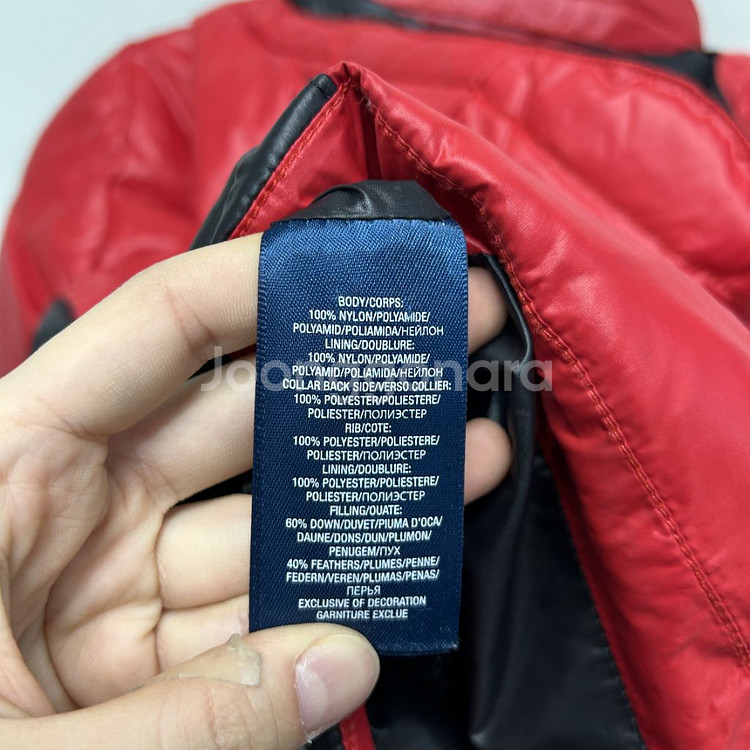 BODY/CORPS:
100% NYLON/POLYAMIDE/
POLYAMID/POLIAMIDA/НЕЙЛОН
LINING/DOUBLURE:
100% NYLON/POLYAMIDE/
POLYAMID/POLIAMIDA/НЕЙЛОН
COLLAR BACK SIDE/VERSO COLLIER:
100% POLYESTER/POLIESTERE/
POLIESTER/ПОЛИЭСТЕР
RIB/COTE:
100% POLYESTER/POLIESTERE/
POLIESTER/ПОЛИЭСТЕР
LINING/DOUBLURE:
100% POLYESTER/POLIESTERE/
POLIESTER/ПОЛИЭСТЕР
FILLING/OUATE:
60% DOWN/DUVET/PIUMA D'OCA/
DAUNE/DONS/DUN/PLUMON/
PENUGEM/ПУХ
40% FEATHERS/PLUMES/PENNE/
FEDERN/VEREN/PLUMAS/PENAS/
ПЕРЬЯ
EXCLUSIVE OF DECORATION
GARNITURE EXCLUE